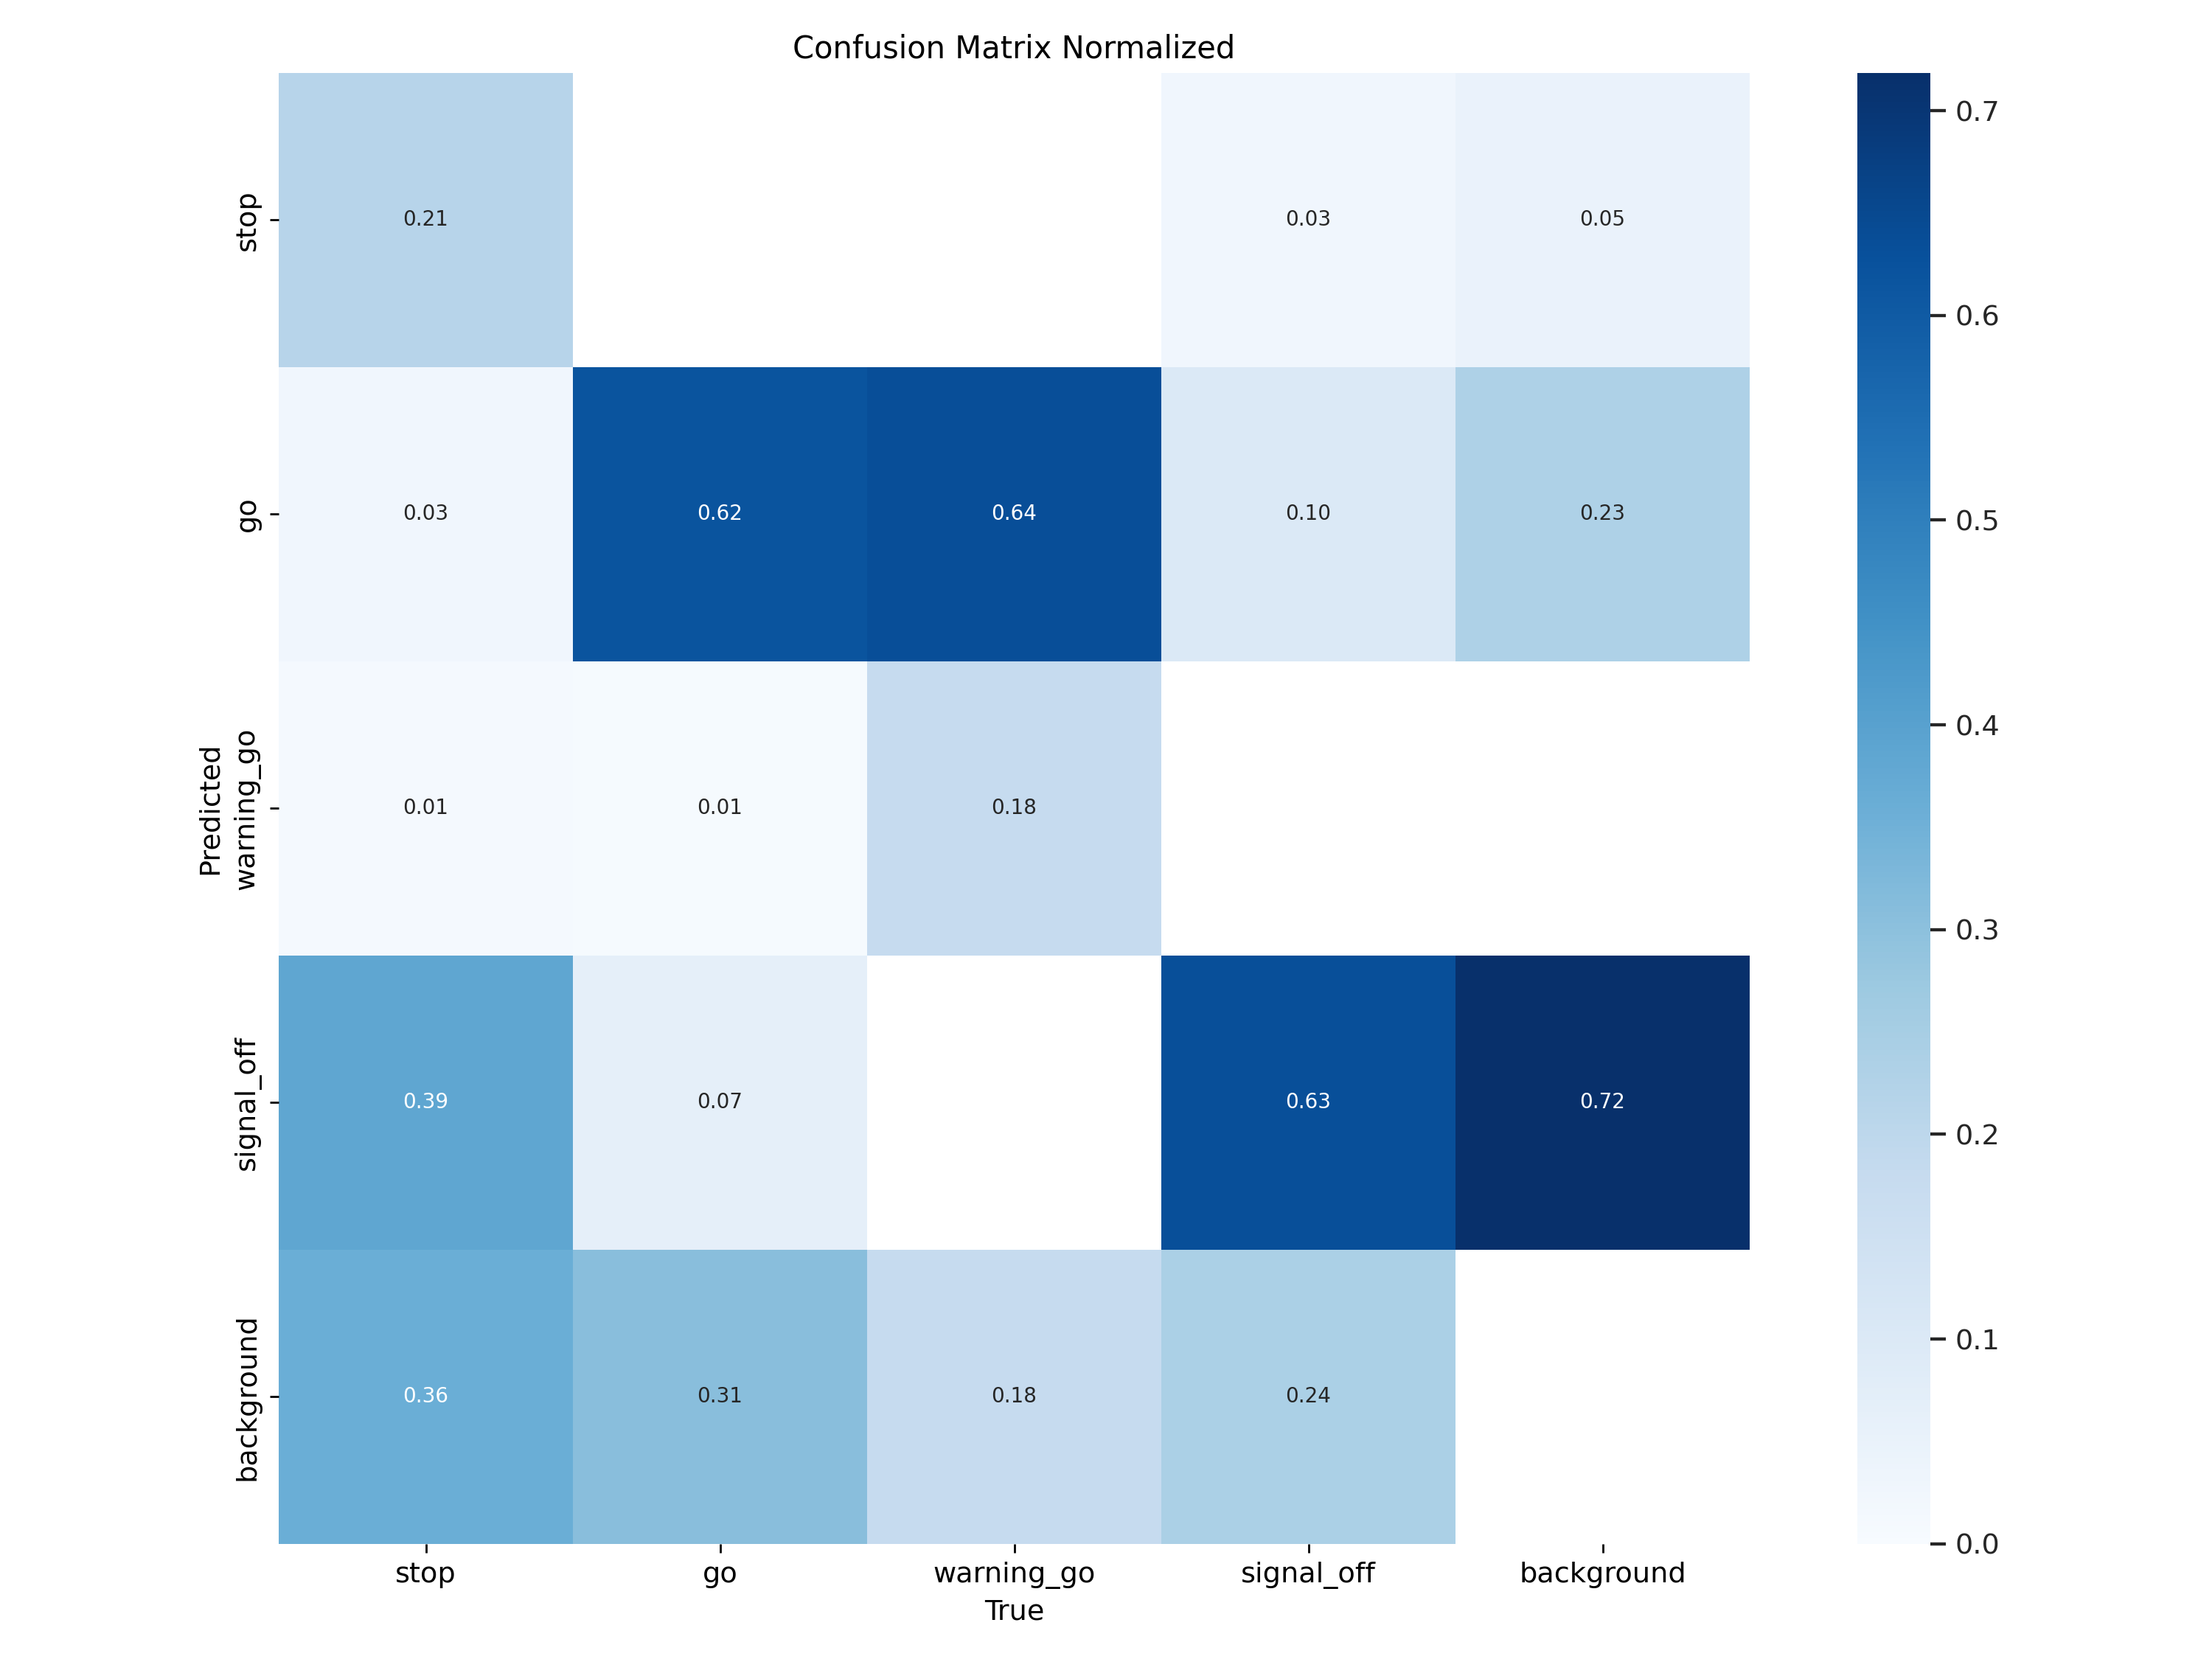 Confusion Matrix Normalized
stop
0.21
0.03
0.05
go
0.03
0.62
0.64
0.10
0.23
Predicted
warning_go
0.01
0.01
0.18
signal_off
0.39
0.07
0.63
0.72
background
0.36
0.31
0.18
0.24
stop
go
warning_go
signal_off
background
True
0.7
0.6
0.5
0.4
0.3
0.2
0.1
0.0